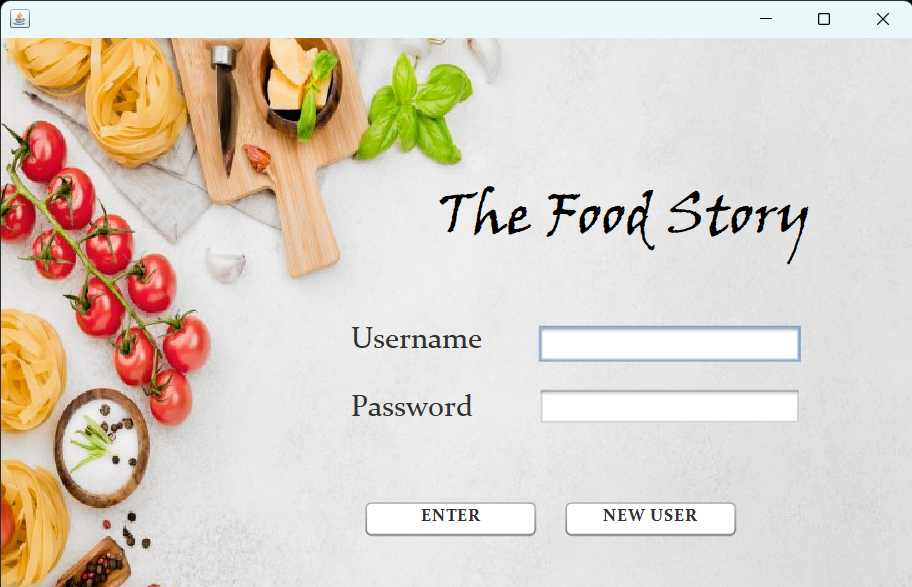 The Food Story
Username
Password
ENTER
NEW USER